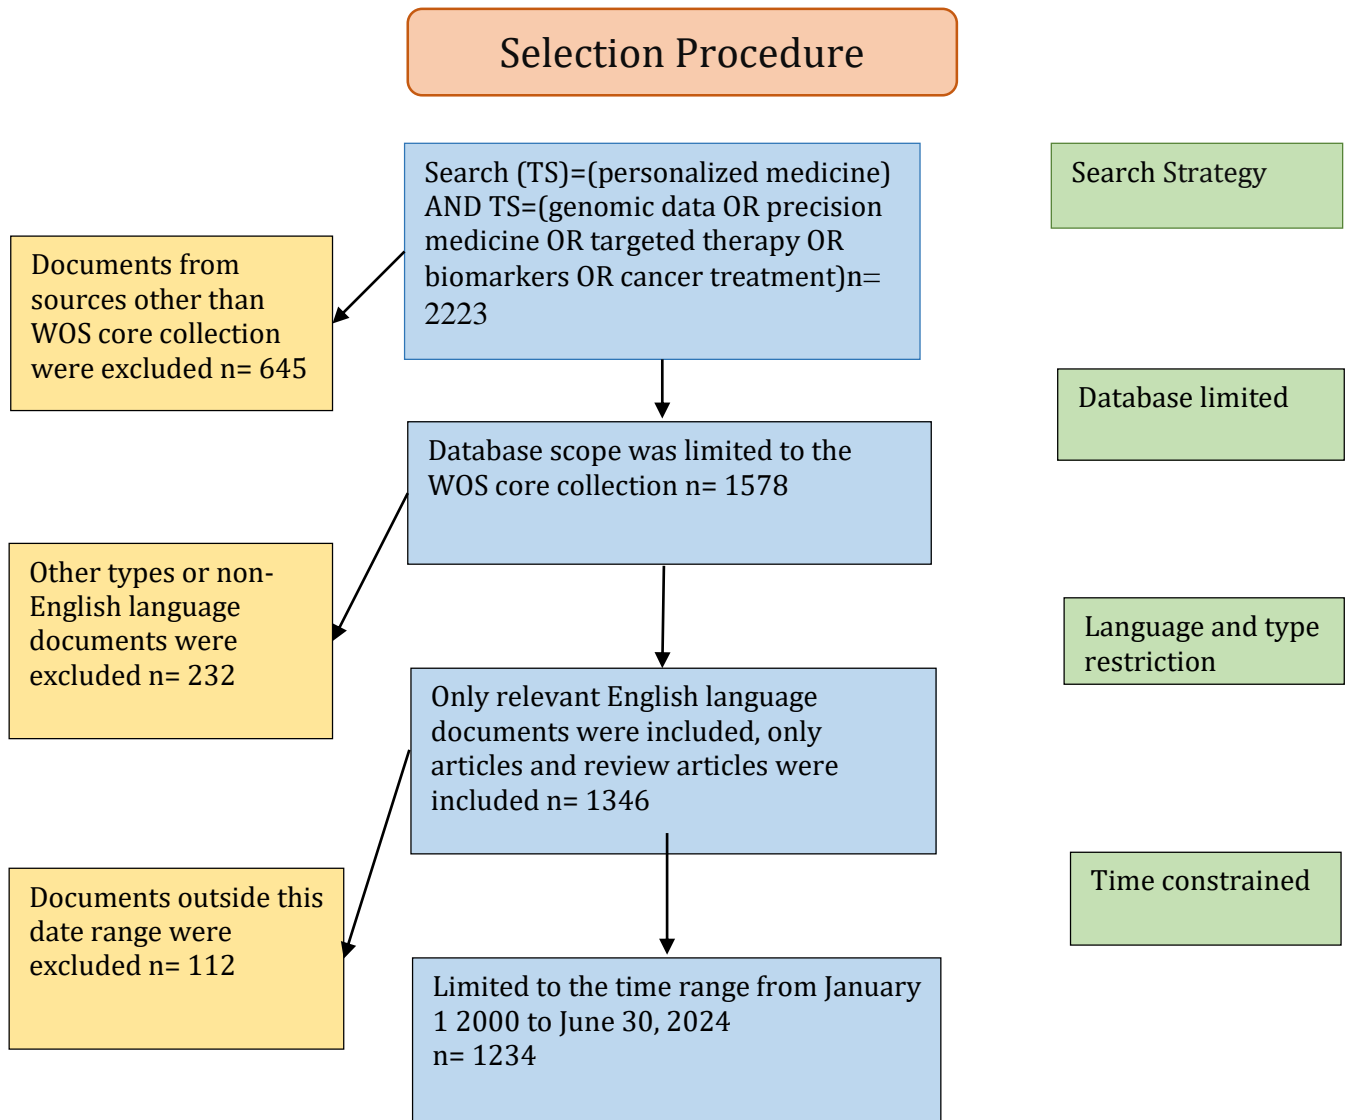 Selection Procedure
Search (TS)=(personalized medicine)
AND TS=(genomic data OR precision
medicine OR targeted therapy OR
biomarkers OR cancer treatment)n=
2223
Search Strategy
Documents from
sources other than
WOS core collection
were excluded n= 645
Database limited
Database scope was limited to the
WOS core collection n= 1578
Other types or non-
English language
documents were
excluded n= 232
Language and type
restriction
Only relevant English language
documents were included, only
articles and review articles were
included n= 1346
Time constrained
Documents outside this
date range were
excluded n= 112
Limited to the time range from January
1 2000 to June 30, 2024
n= 1234